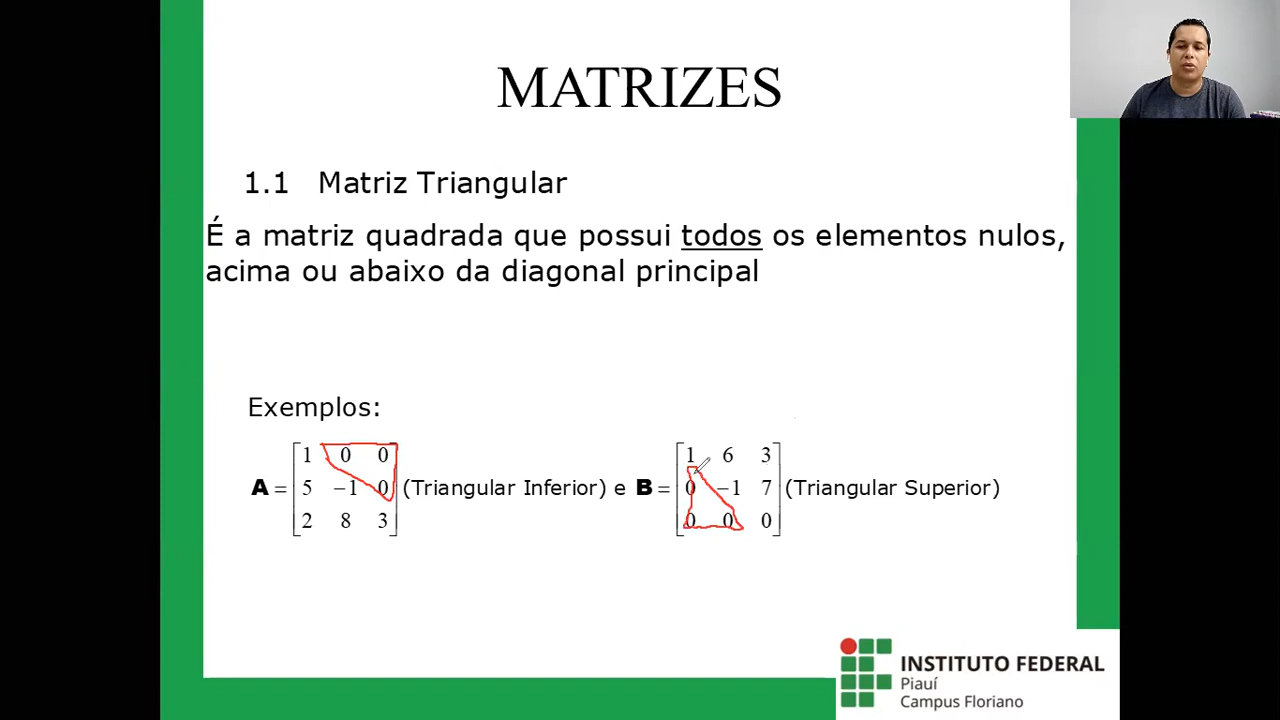 MATRIZES
1.1 Matriz Triangular
É a matriz quadrada que possui todos os elementos nulos,
acima ou abaixo da diagonal principal
Exemplos:
1 0 0
1 6 3
A = 5 −1 0 (Triangular Inferior) e B = 0 −1 7 (Triangular Superior)
2 8 3
0 0 0
INSTITUTO FEDERAL
Piauí
Campus Floriano